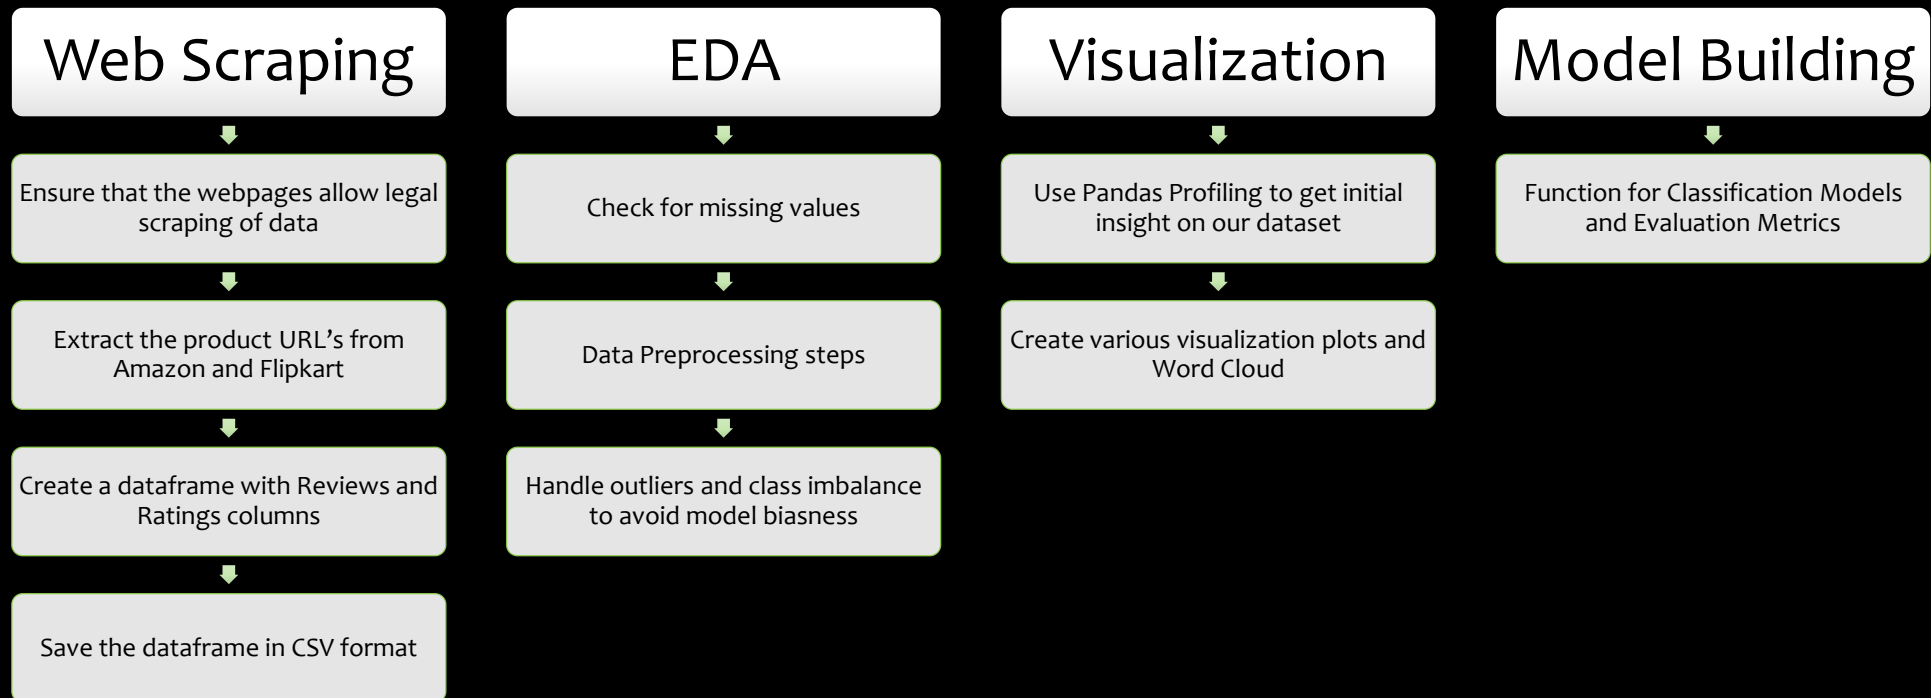 Web Scraping
Ensure that the webpages allow legal
scraping of data
Extract the product URL’s from
Amazon and Flipkart
Create a dataframe with Reviews and
Ratings columns
Save the dataframe in CSV format
EDA
Check for missing values
Data Preprocessing steps
Handle outliers and class imbalance
to avoid model biasness
Visualization
Use Pandas Profiling to get initial
insight on our dataset
Create various visualization plots and
Word Cloud
Model Building
Function for Classification Models
and Evaluation Metrics